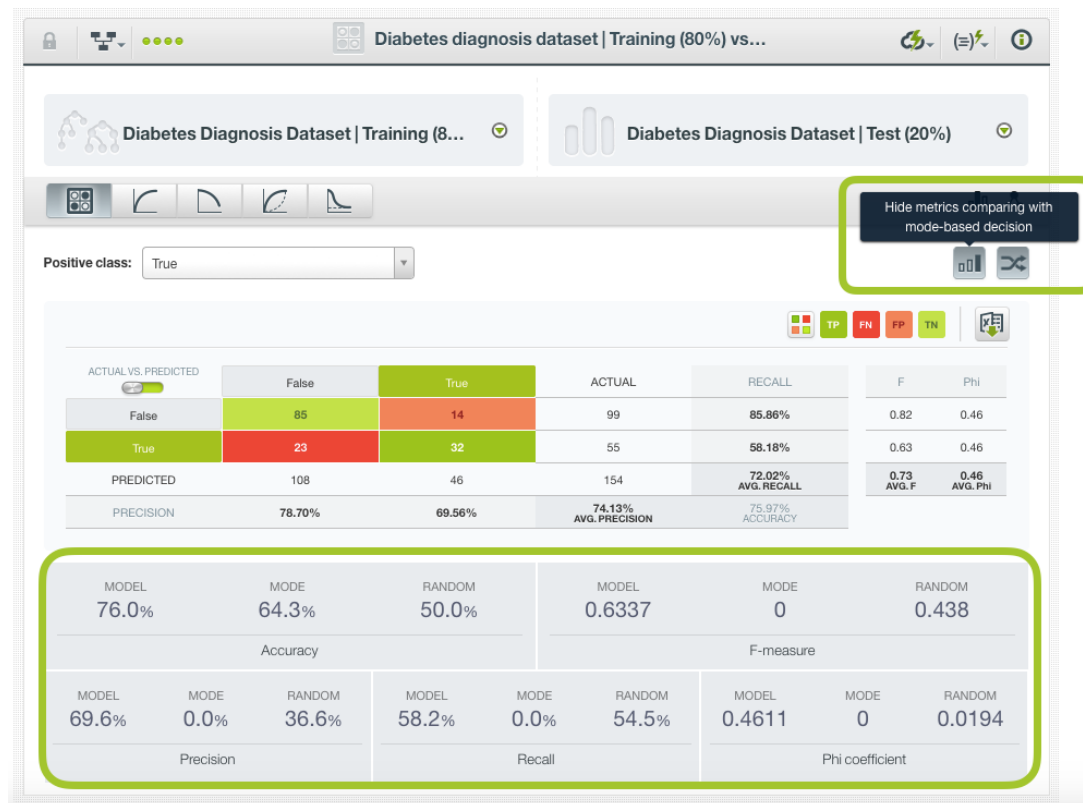 Diabetes diagnosis dataset | Training (80%) vs...
Diabetes Diagnosis Dataset | Training (8...
Diabetes Diagnosis Dataset | Test (20%)
Hide metrics comparing with
mode-based decision
Positive class: True
TP FN FP TN
ACTUAL VS. PREDICTED False True ACTUAL RECALL F Phi
False 85 14 99 85.86% 0.82 0.46
True 23 32 55 58.18% 0.63 0.46
PREDICTED 108 46 154 72.02% 0.73 0.46
AVG. RECALL AVG. F AVG. Phi
PRECISION 78.70% 69.56% 74.13% 75.97%
AVG. PRECISION ACCURACY
MODEL MODE RANDOM MODEL MODE RANDOM
76.0% 64.3% 50.0% 0.6337 0 0.438
Accuracy F-measure
MODEL MODE RANDOM MODEL MODE RANDOM MODEL MODE RANDOM
69.6% 0.0% 36.6% 58.2% 0.0% 54.5% 0.4611 0 0.0194
Precision Recall Phi coefficient